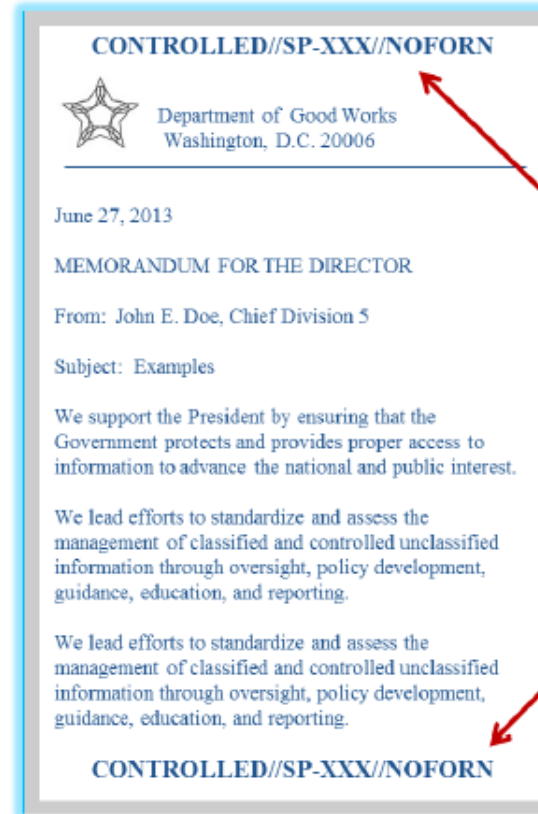 CONTROLLED//SP-XXX//NOFORN
Department of Good Works
Washington, D.C. 20006
June 27, 2013
MEMORANDUM FOR THE DIRECTOR
From: John E. Doe, Chief Division 5
Subject: Examples
We support the President by ensuring that the
Government protects and provides proper access to
information to advance the national and public interest.
We lead efforts to standardize and assess the
management of classified and controlled unclassified
information through oversight, policy development,
guidance, education, and reporting.
We lead efforts to standardize and assess the
management of classified and controlled unclassified
information through oversight, policy development,
guidance, education, and reporting.
CONTROLLED//SP-XXX//NOFORN